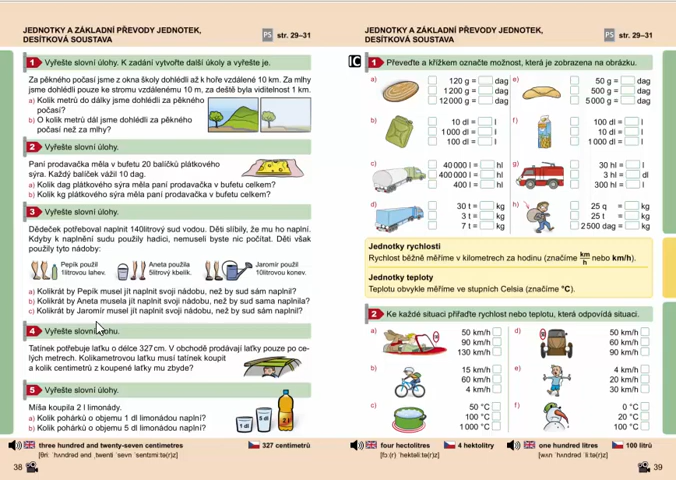 JEDNOTKY A ZÁKLADNÍ PŘEVODY JEDNOTEK,
DESÍTKOVÁ SOUSTAVA
PS str. 29–31
1 Vyřešte slovní úlohy. K zadání vytvořte další úkoly a vyřešte je.
Za pěkného počasí jsme z okna školy dohlédli až k hoře vzdálené 10 km. Za mlhy
jsme dohlédli pouze ke stromu vzdálenému 10 m, za deště byla viditelnost 1 km.
a) Kolik metrů do dálky jsme dohlédli za pěkného
počasí?
b) O kolik metrů dál jsme dohlédli za pěkného
počasí než za mlhy?
2 Vyřešte slovní úlohy.
Paní prodavačka měla v bufetu 20 balíčků plátkového
sýra. Každý balíček vážil 10 dag.
a) Kolik dag plátkového sýra měla paní prodavačka v bufetu celkem?
b) Kolik kg plátkového sýra měla paní prodavačka v bufetu celkem?
3 Vyřešte slovní úlohu.
Dědeček potřeboval naplnit 140litrový sud vodou. Děti slíbily, že mu ho naplní.
Kdyby k naplnění sudu použily hadici, nemuseli byste nic počítat. Děti však
použily tyto nádoby:
Pepík použil
1litrovou lahev.
Aneta použila
5litrový kbelík.
Jaromír použil
10litrovou konev.
a) Kolikrát by Pepík musel jít naplnit svoji nádobu, než by sud sám naplnil?
b) Kolikrát by Aneta musela jít naplnit svoji nádobu, než by sud sama naplnila?
c) Kolikrát by Jaromír musel jít naplnit svoji nádobu, než by sud sám naplnil?
4 Vyřešte slovní úlohu.
Tatínek potřebuje laťku o délce 327 cm. V obchodě prodávají laťky pouze po ce-
lých metrech. Kolikametrovou laťku musí tatínek koupit
a kolik centimetrů z koupené laťky mu zbyde?
5 Vyřešte slovní úlohy.
Míša koupila 2 l limonády.
a) Kolik pohárků o objemu 1 dl limonádou naplní?
b) Kolik pohárků o objemu 5 dl limonádou naplní?
1 dl
5 dl
2 l
three hundred and twenty-seven centimetres
327 centimetrů
38
JEDNOTKY A ZÁKLADNÍ PŘEVODY JEDNOTEK,
DESÍTKOVÁ SOUSTAVA
PS str. 29–31
1 Převeďte a křížkem označte možnost, která je zobrazena na obrázku.
a)
120 g = dag
1 200 g = dag
12 000 g = dag
e)
50 g = dag
500 g = dag
5 000 g = dag
b)
10 dl = l
1 000 dl = l
100 dl = l
f)
100 dl = l
10 dl = l
1 000 dl = l
c)
40 000 l = hl
400 000 l = hl
400 l = hl
g)
30 hl = l
3 hl = dl
300 hl = l
d)
30 t = kg
3 t = kg
7 t = kg
h)
25 q = kg
25 t = kg
2 500 dag = kg
Jednotky rychlosti
Rychlost běžně měříme v kilometrech za hodinu (značíme km/h nebo km/h).
Jednotky teploty
Teplotu obvykle měříme ve stupních Celsia (značíme °C).
2 Ke každé situaci přiřaďte rychlost nebo teplotu, která odpovídá situaci.
a)
50 km/h
90 km/h
130 km/h
d)
50 km/h
60 km/h
90 km/h
b)
15 km/h
60 km/h
4 km/h
e)
4 km/h
20 km/h
30 km/h
c)
50 °C
100 °C
1 000 °C
f)
0 °C
20 °C
100 °C
four hectolitres
4 hektolitry
one hundred litres
100 litrů
39